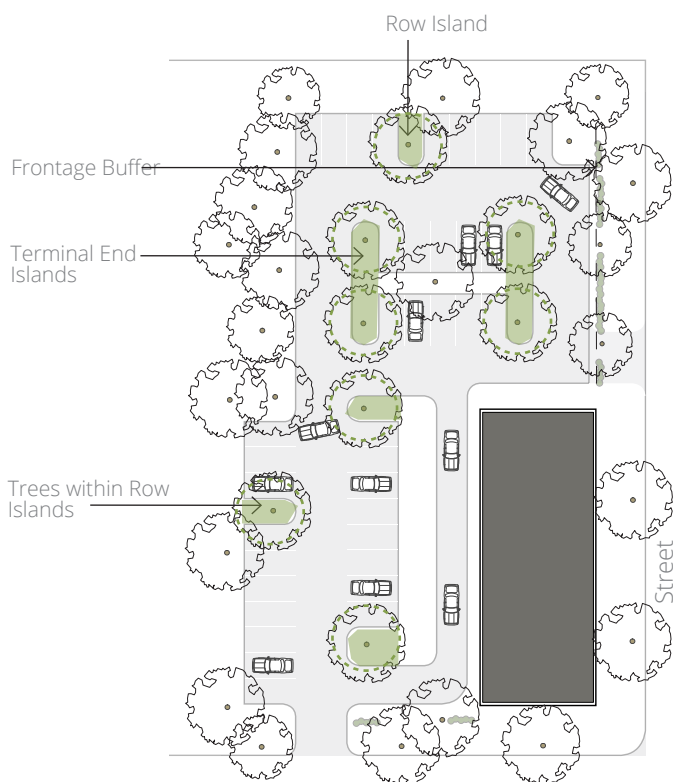 Row Island
Frontage Buffer
Terminal End
Islands
Trees within Row
Islands
Street